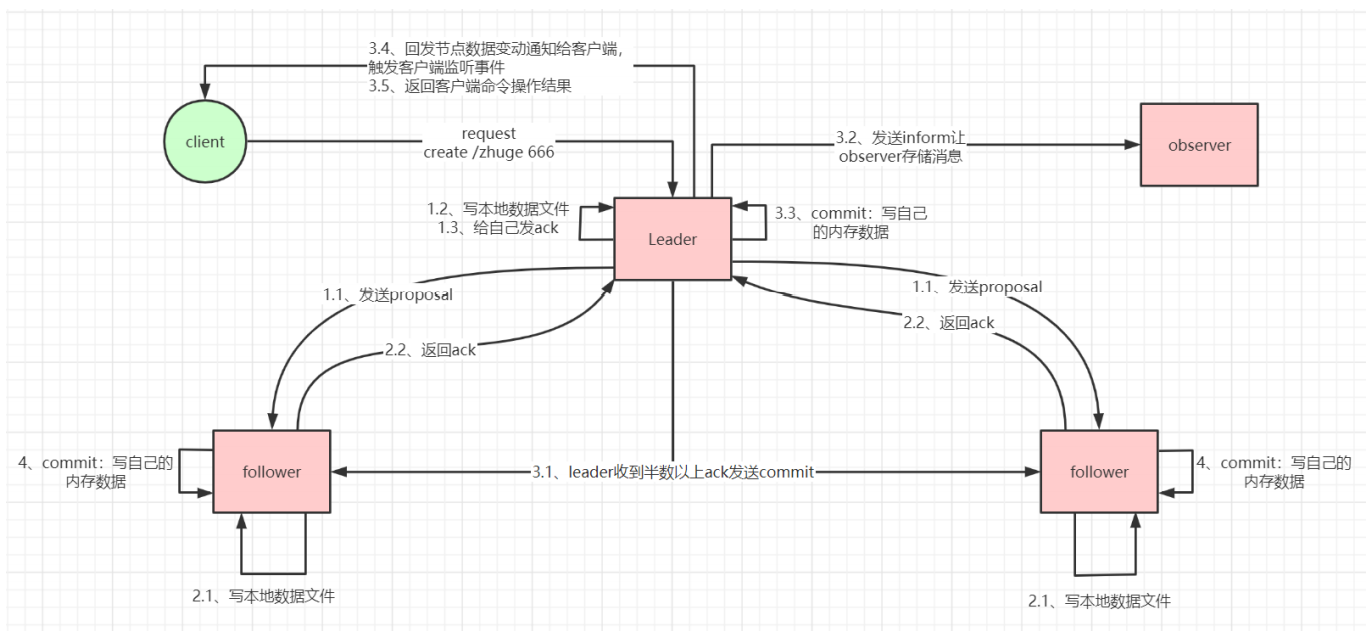 3.4、回发节点数据变动通知给客户端，
触发客户端监听事件
3.5、返回客户端命令操作结果
client
request
create /zhuge 666
3.2、发送inform让
observer存储消息
observer
1.2、写本地数据文件
1.3、给自己发ack
Leader
3.3、commit：写自己
的内存数据
1.1、发送proposal
1.1、发送proposal
2.2、返回ack
2.2、返回ack
4、commit：写自己的
内存数据
follower
3.1、leader收到半数以上ack发送commit
follower
4、commit：写自己的
内存数据
2.1、写本地数据文件
2.1、写本地数据文件